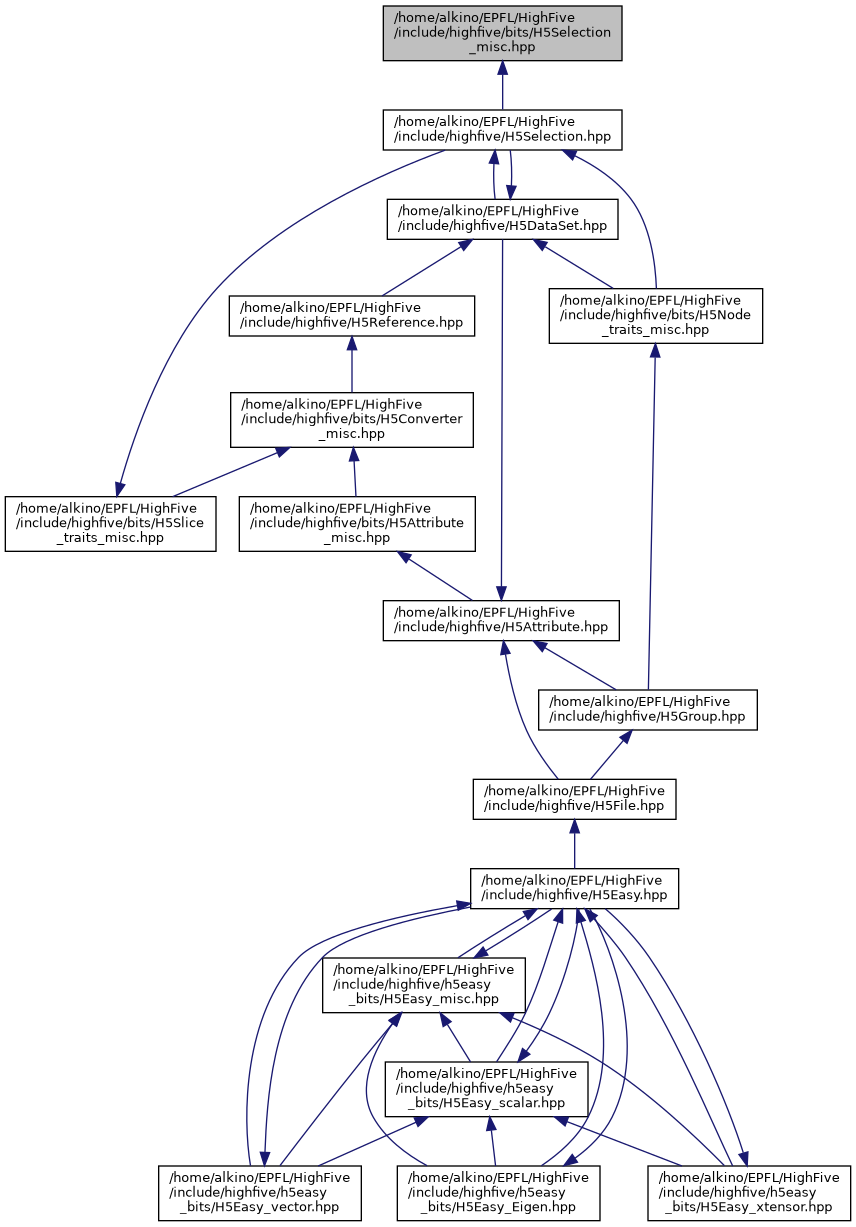 /home/alkino/EPFL/HighFive
/include/highfive/bits/H5Selection
_misc.hpp
/home/alkino/EPFL/HighFive
/include/highfive/H5Selection.hpp
/home/alkino/EPFL/HighFive
/include/highfive/H5DataSet.hpp
/home/alkino/EPFL/HighFive
/include/highfive/H5Reference.hpp
/home/alkino/EPFL/HighFive
/include/highfive/bits/H5Node
_traits_misc.hpp
/home/alkino/EPFL/HighFive
/include/highfive/bits/H5Converter
_misc.hpp
/home/alkino/EPFL/HighFive
/include/highfive/bits/H5Slice
_traits_misc.hpp
/home/alkino/EPFL/HighFive
/include/highfive/bits/H5Attribute
_misc.hpp
/home/alkino/EPFL/HighFive
/include/highfive/H5Attribute.hpp
/home/alkino/EPFL/HighFive
/include/highfive/H5Group.hpp
/home/alkino/EPFL/HighFive
/include/highfive/H5File.hpp
/home/alkino/EPFL/HighFive
/include/highfive/H5Easy.hpp
/home/alkino/EPFL/HighFive
/include/highfive/h5easy
_bits/H5Easy_misc.hpp
/home/alkino/EPFL/HighFive
/include/highfive/h5easy
_bits/H5Easy_scalar.hpp
/home/alkino/EPFL/HighFive
/include/highfive/h5easy
_bits/H5Easy_vector.hpp
/home/alkino/EPFL/HighFive
/include/highfive/h5easy
_bits/H5Easy_Eigen.hpp
/home/alkino/EPFL/HighFive
/include/highfive/h5easy
_bits/H5Easy_xtensor.hpp